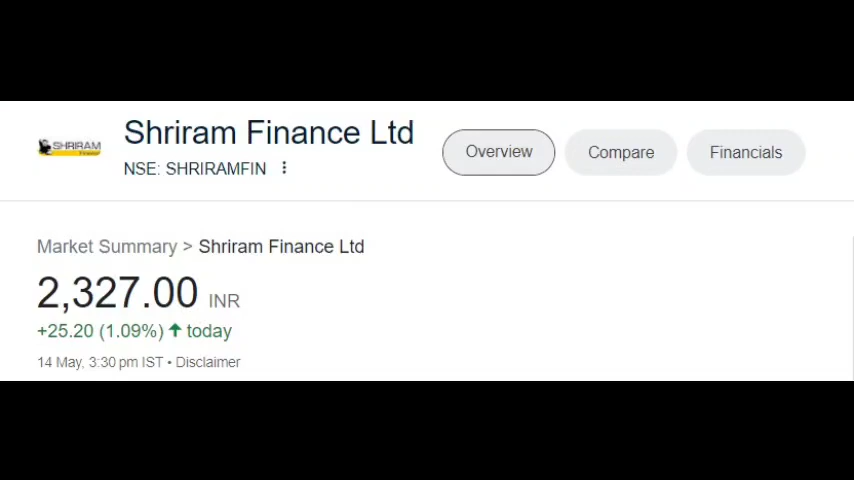 SHRIRAM
Finance
Shriram Finance Ltd
NSE: SHRIRAMFIN
Overview
Compare
Financials
Market Summary > Shriram Finance Ltd
2,327.00 INR
+25.20 (1.09%) ↑ today
14 May, 3:30 pm IST • Disclaimer